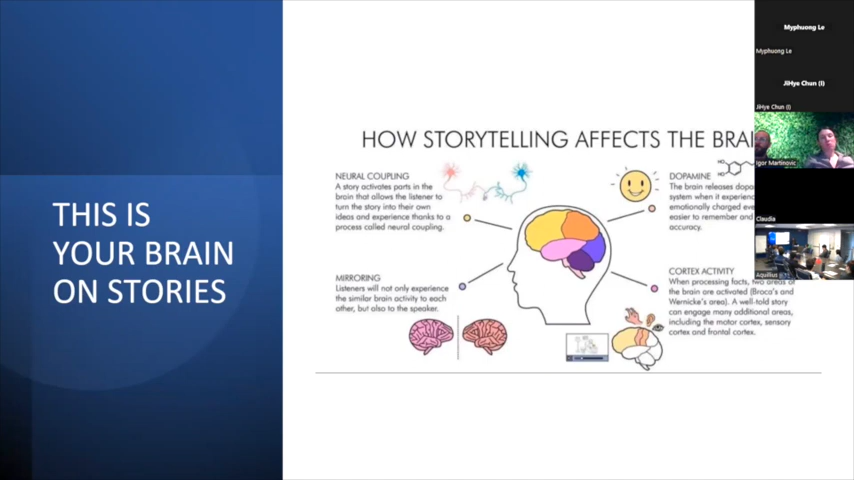 THIS IS
YOUR BRAIN
ON STORIES
HOW STORYTELLING AFFECTS THE BRAI
NEURAL COUPLING
A story activates parts in the
brain that allows the listener to
turn the story into their own
ideas and experience thanks to a
process called neural coupling.
MIRRORING
Listeners will not only experience
the similar brain activity to each
other, but also to the speaker.
HO
HO
DOPAMINE
The brain releases dopa
system when it experienc
emotionally charged eve
easier to remember and
accuracy.
CORTEX ACTIVITY
When processing facts, two areas of
the brain are activated (Broca's and
Wernicke's area). A well-told story
can engage many additional areas,
including the motor cortex, sensory
cortex and frontal cortex.
Myphuong Le
Myphuong Le
JiHye Chun (I)
JiHye Chun (I)
Igor Martinovic
Claudia
Aquillius